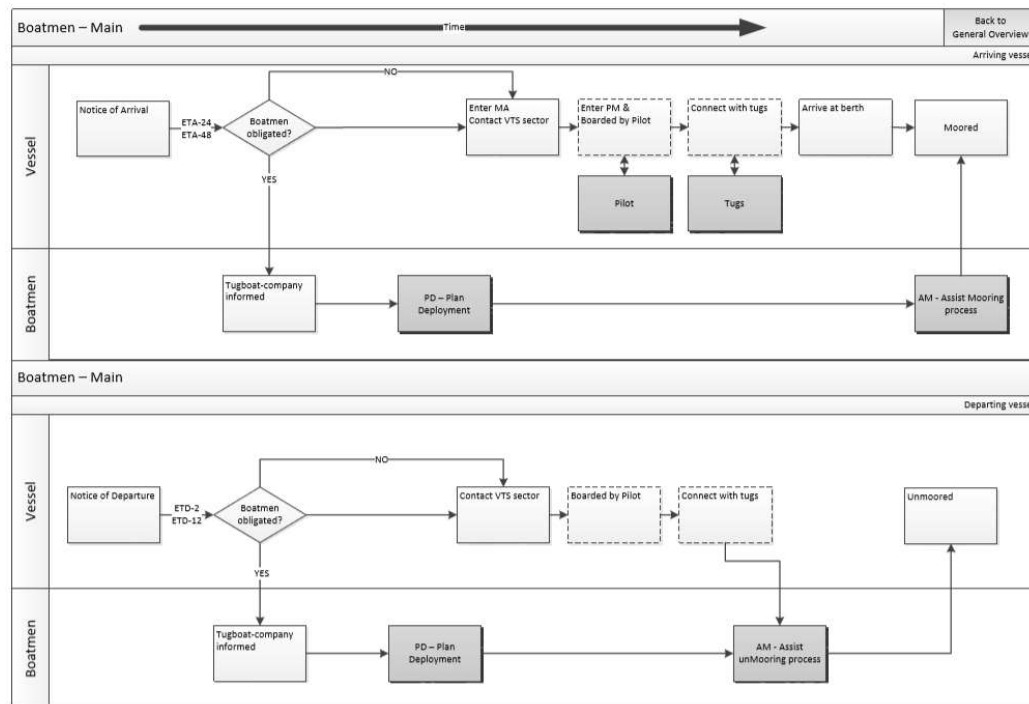 Boatmen – Main
Time
Back to
General Overview
Arriving vesse
Vessel
NO
Notice of Arrival
ETA-24
ETA-48
Boatmen
obligated?
Enter MA
Contact VTS sector
Enter PM &
Boarded by Pilot
Connect with tugs
Arrive at berth
Moored
YES
Pilot
Tugs
Boatmen
Tugboat-company
informed
PD – Plan
Deployment
AM - Assist Mooring
process
Boatmen – Main
Departing vesse
Vessel
NO
Notice of Departure
ETD-2
ETD-12
Boatmen
obligated?
Contact VTS sector
Boarded by Pilot
Connect with tugs
Unmoored
YES
Boatmen
Tugboat-company
informed
PD – Plan
Deployment
AM - Assist
unMooring process